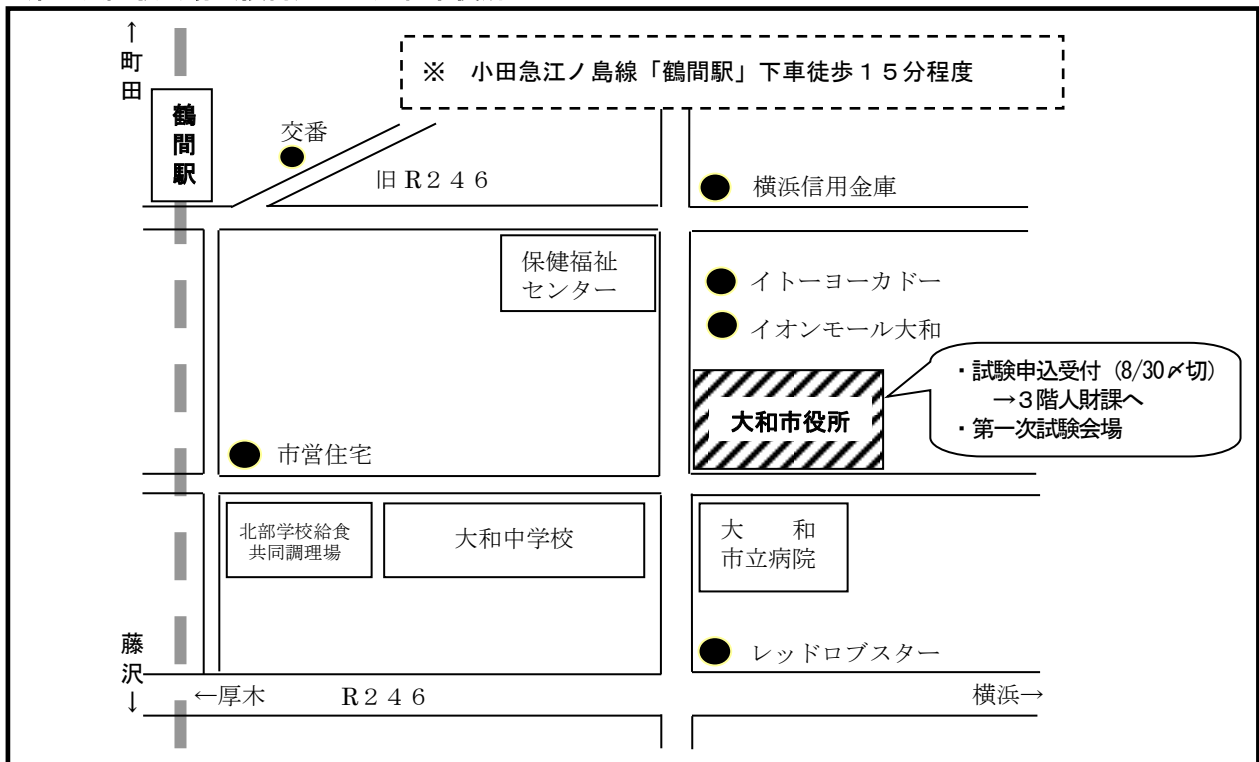 ↑町田
※　小田急江ノ島線「鶴間駅」下車徒歩１５分程度
鶴間駅
交番
旧Ｒ２４６
横浜信用金庫
保健福祉
センター
イトーヨーカドー
イオンモール大和
・試験申込受付（8/30〆切）
→３階人財課へ
・第一次試験会場
大和市役所
市営住宅
北部学校給食
共同調理場
大和中学校
大　和
市立病院
藤沢↓
レッドロブスター
←厚木
Ｒ２４６
横浜→